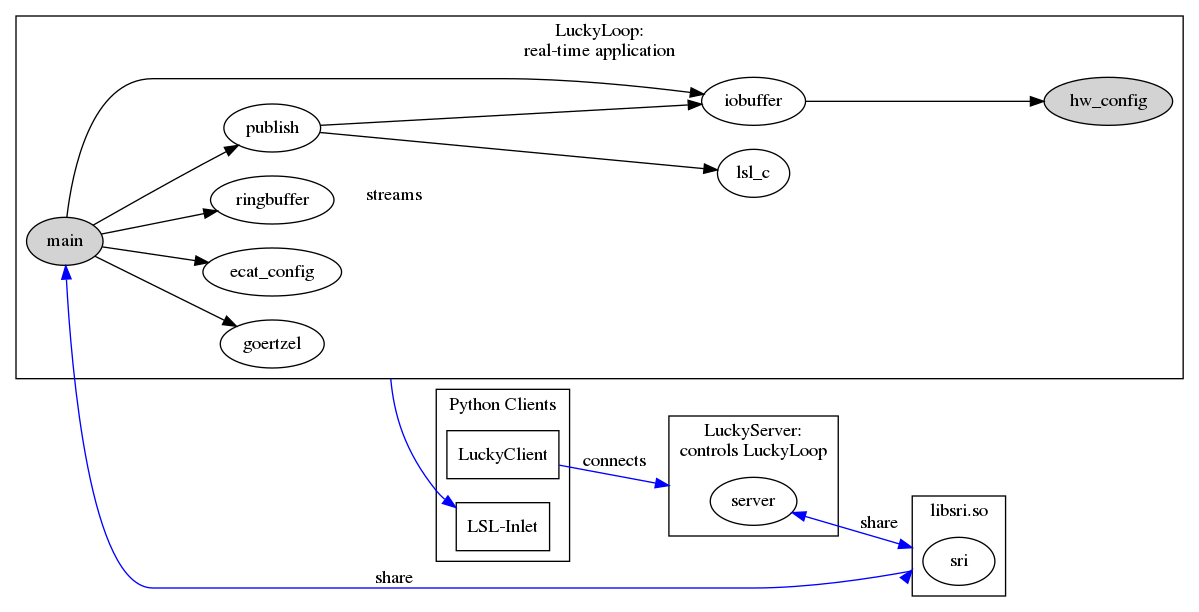 LuckyLoop:
real-time application
iobuffer
hw_config
publish
lsl_c
ringbuffer
streams
main
ecat_config
goertzel
Python Clients
LuckyClient
connects
LuckyServer:
controls LuckyLoop
server
LSL-Inlet
share
libsri.so
sri
share